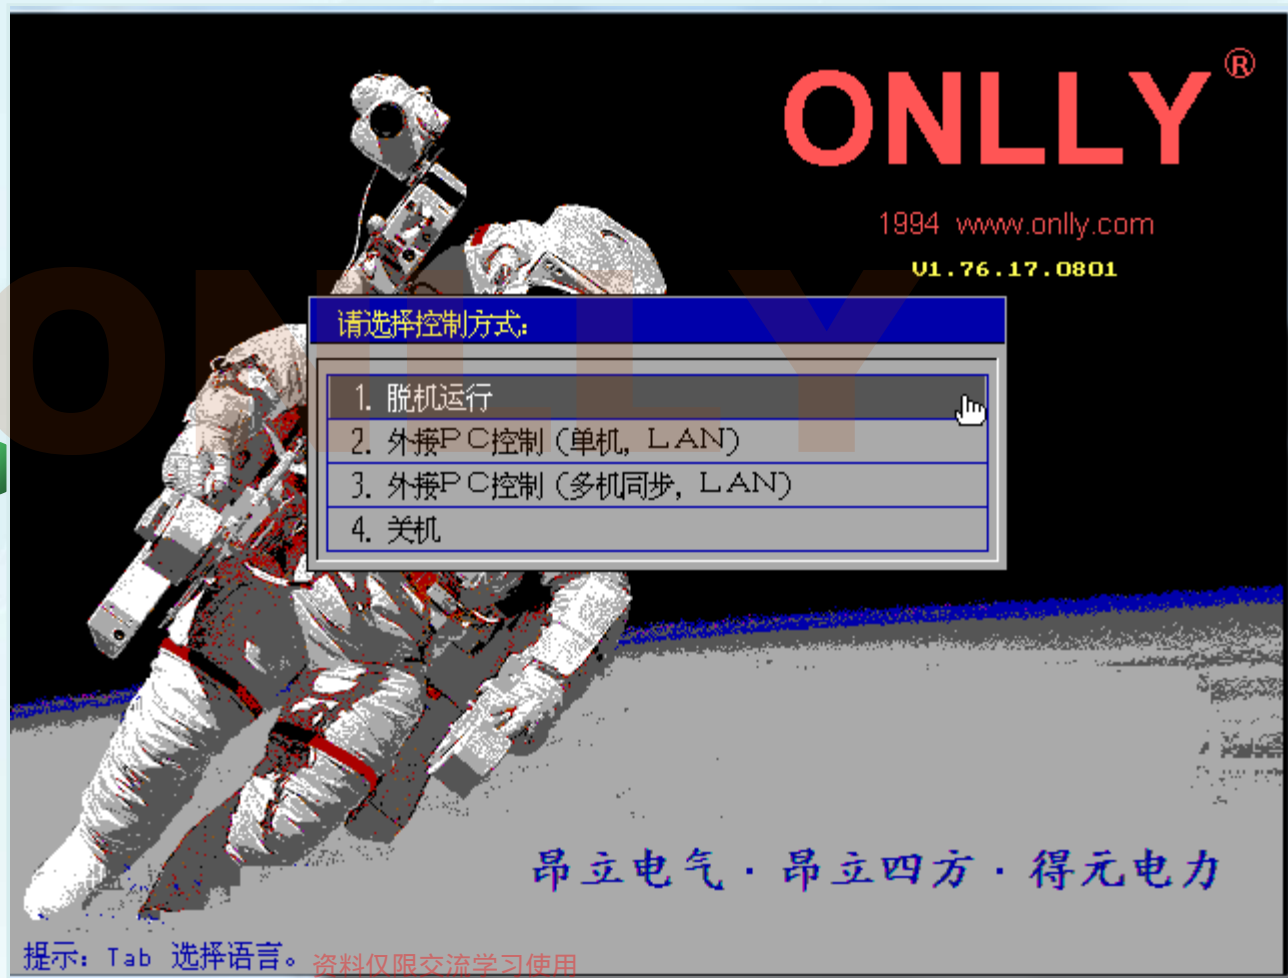 ONLLY®
1994 www.onlly.com
V1.76.17.0801
ONLLY
请选择控制方式:
1. 脱机运行
2. 外接PC控制(单机, LAN)
3. 外接PC控制(多机同步, LAN)
4. 关机
昂立电气·昂立四方·得元电力
提示: Tab 选择语言。
资料仅限交流学习使用